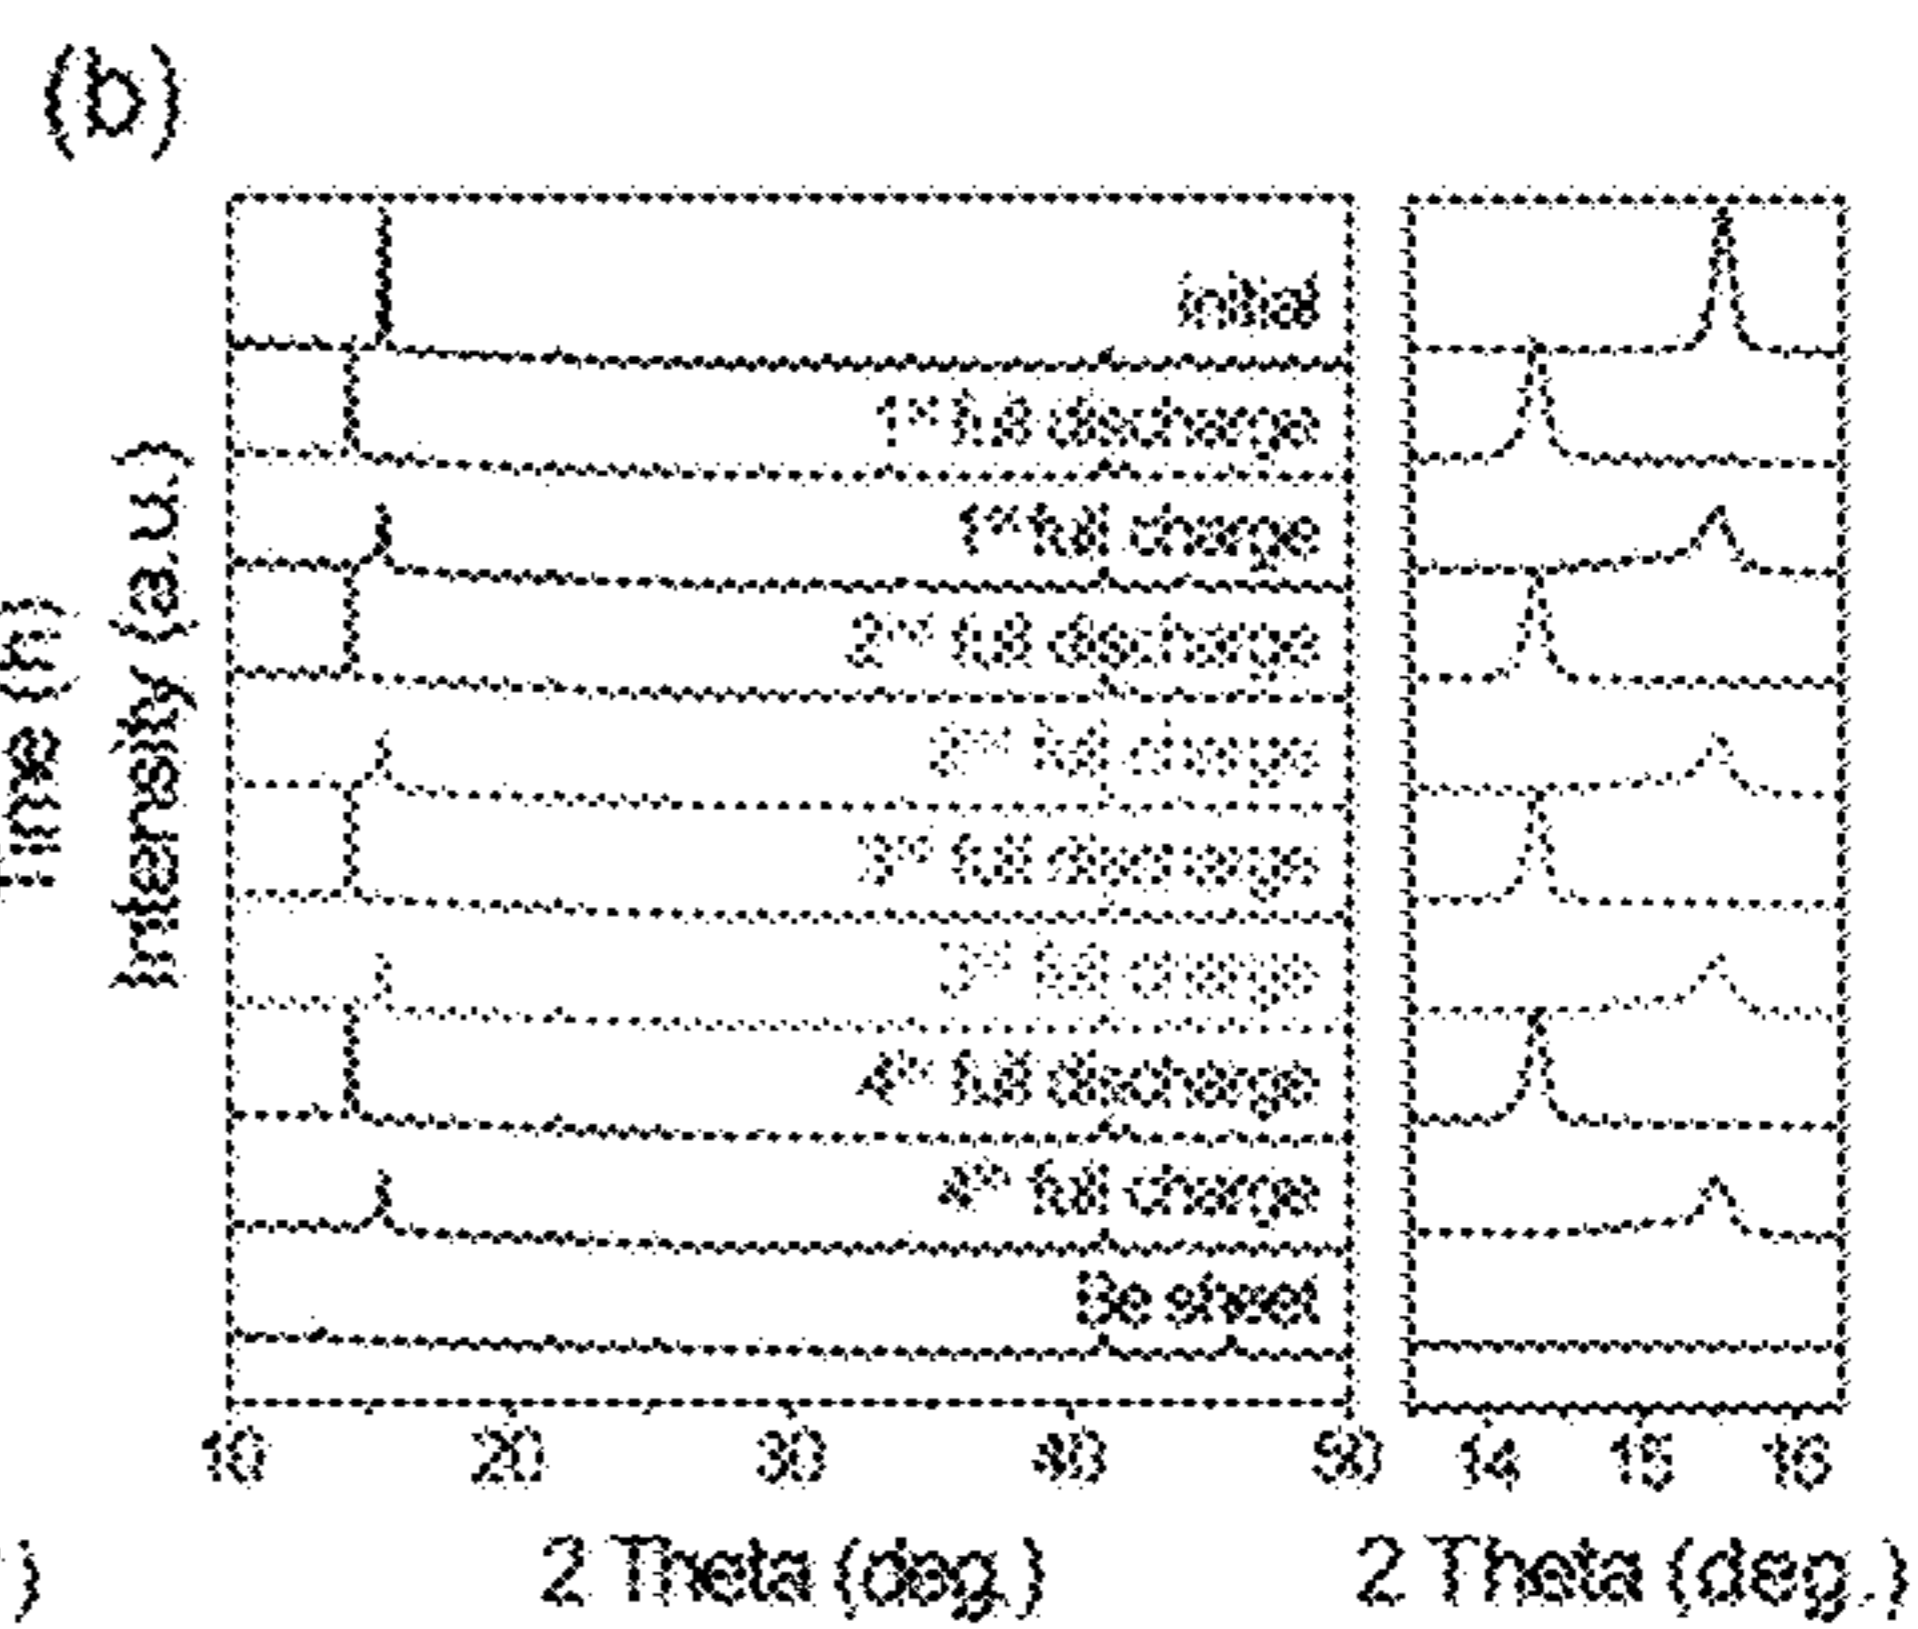 (b)
Time (h)
Intensity (a.u.)
initial
1st full discharge
1st full charge
2nd full discharge
2nd full charge
3rd full discharge
3rd full charge
4th full discharge
4th full charge
Be sheet
10 20 30 40 50 14 15 16
2 Theta (deg.) 2 Theta (deg.)
)